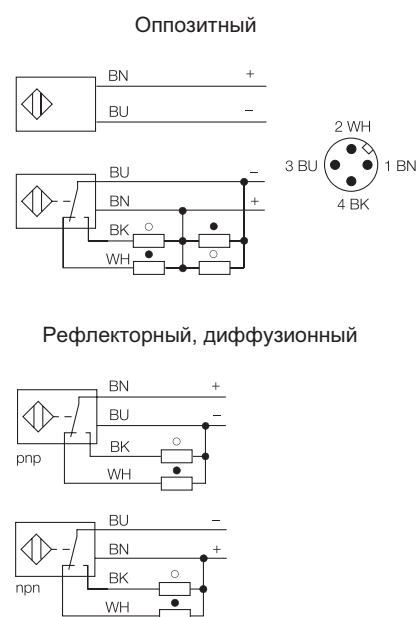 Оппозитный
BN +
BU –
2 WH
3 BU 1 BN
4 BK
BU –
BN +
BK
WH
Рефлекторный, диффузионный
BN +
BU –
BK
WH
pnp
BU –
BN +
BK
WH
npn